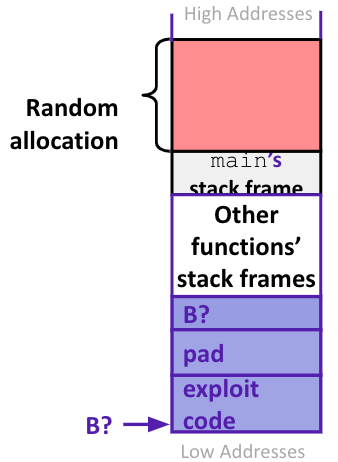 High Addresses
Random
allocation
main’s
stack frame
Other
functions’
stack frames
B?
pad
exploit
code
B?
Low Addresses